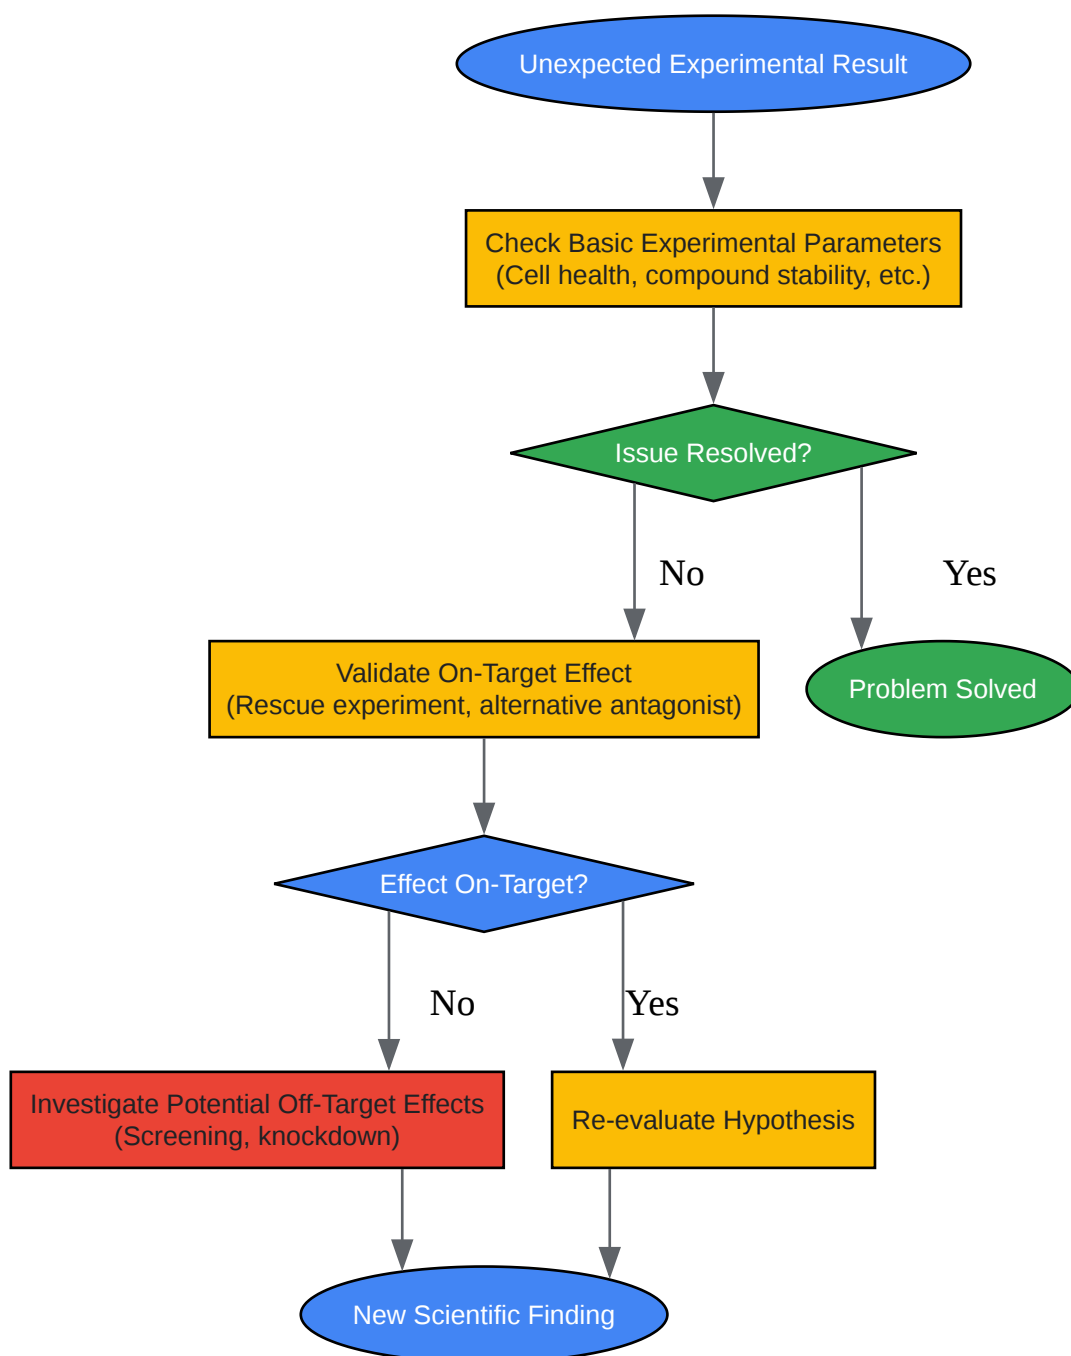 Unexpected Experimental Result
Check Basic Experimental Parameters
(Cell health, compound stability, etc.)
Issue Resolved?
No
Yes
Validate On-Target Effect
(Rescue experiment, alternative antagonist)
Problem Solved
Effect On-Target?
No
Yes
Investigate Potential Off-Target Effects
(Screening, knockdown)
Re-evaluate Hypothesis
New Scientific Finding